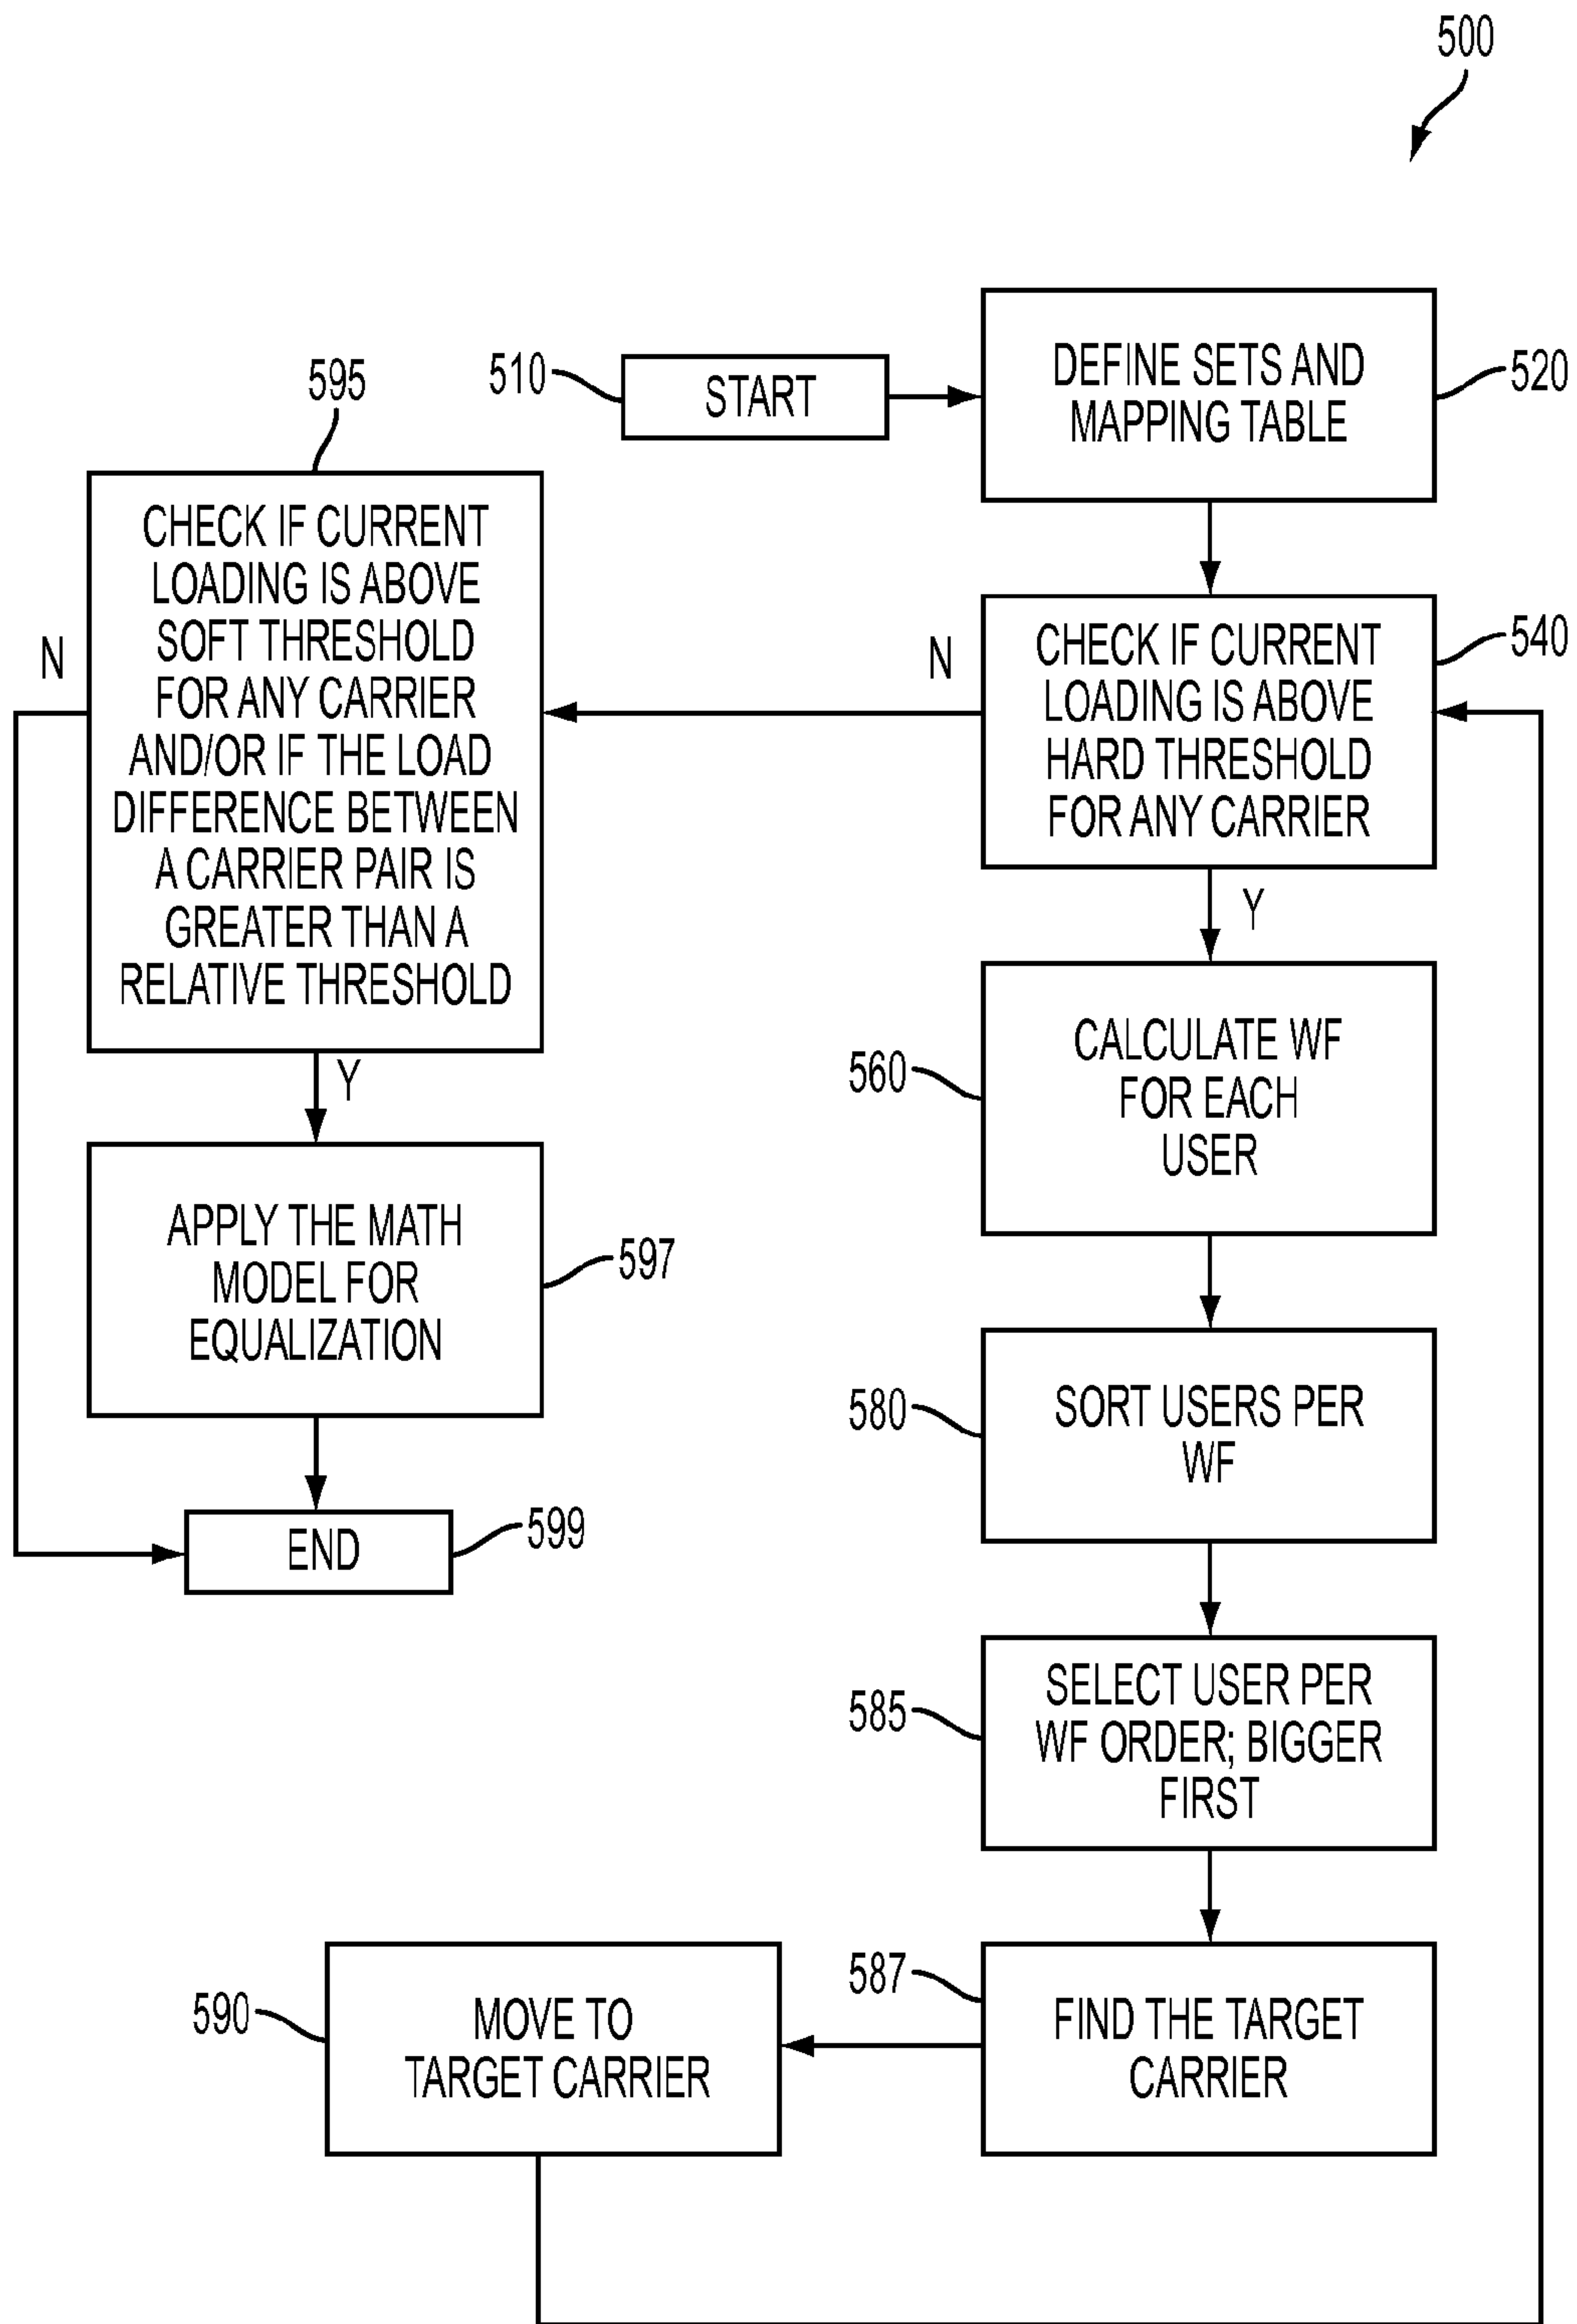 500
510
START
DEFINE SETS AND
MAPPING TABLE
520
595
CHECK IF CURRENT
LOADING IS ABOVE
SOFT THRESHOLD
FOR ANY CARRIER
AND/OR IF THE LOAD
DIFFERENCE BETWEEN
A CARRIER PAIR IS
GREATER THAN A
RELATIVE THRESHOLD
N
N
CHECK IF CURRENT
LOADING IS ABOVE
HARD THRESHOLD
FOR ANY CARRIER
540
Y
Y
560
CALCULATE WF
FOR EACH
USER
APPLY THE MATH
MODEL FOR
EQUALIZATION
597
580
SORT USERS PER
WF
END
599
585
SELECT USER PER
WF ORDER; BIGGER
FIRST
587
FIND THE TARGET
CARRIER
590
MOVE TO
TARGET CARRIER